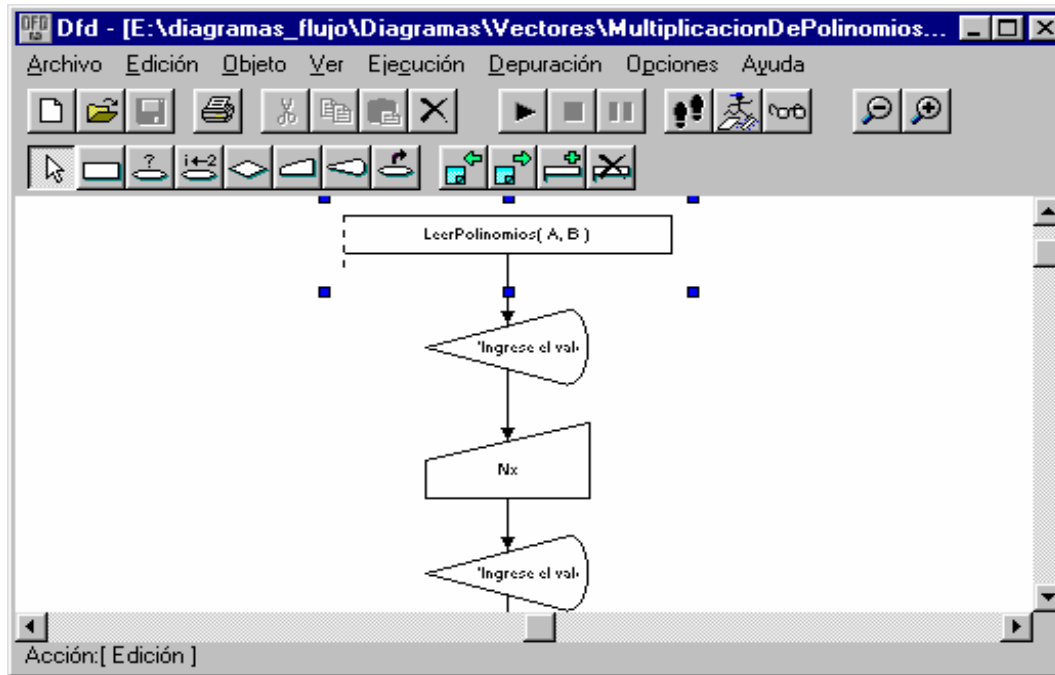 Dfd - [E:\diagramas_flujo\Diagramas\Vectores\MultiplicacionDePolinomios...
Archivo Edición Objeto Ver Ejecución Depuración Opciones Ayuda
? i←2
LeerPolinomios( A, B )
'Ingrese el val
Nx
'Ingrese el val
Acción:[ Edición ]